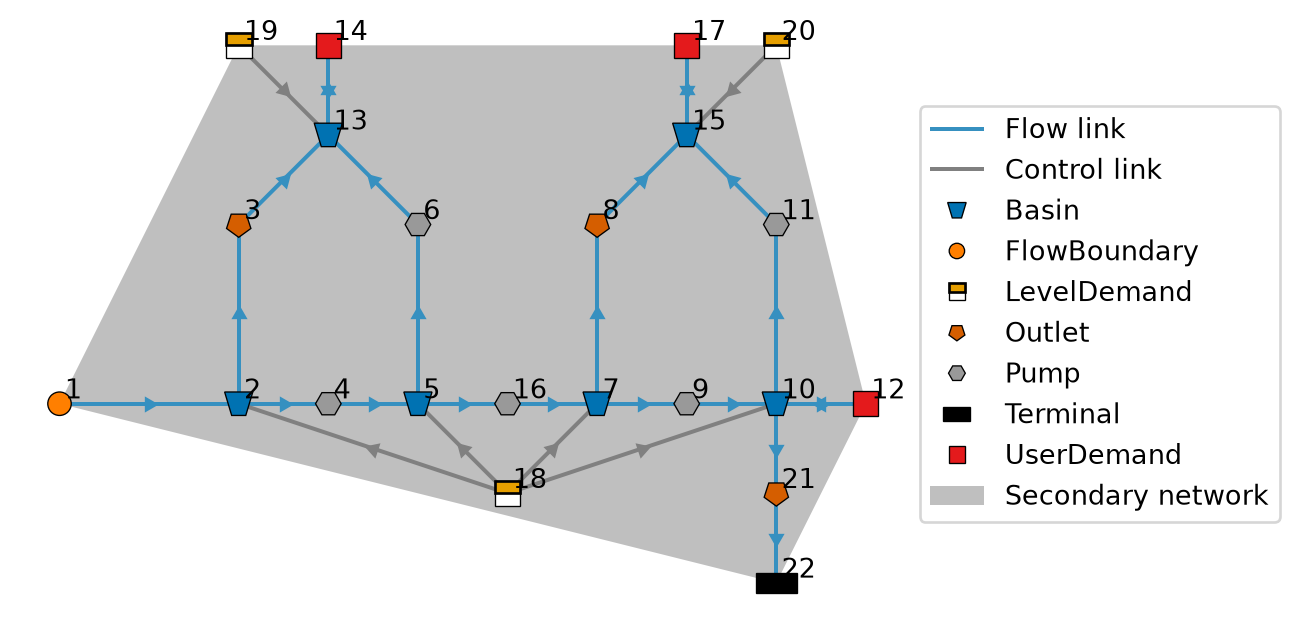 19
14
17
20
13
15
3
6
8
11
1
2
4
5
16
7
9
10
12
18
21
22
Flow link
Control link
Basin
FlowBoundary
LevelDemand
Outlet
Pump
Terminal
UserDemand
Secondary network